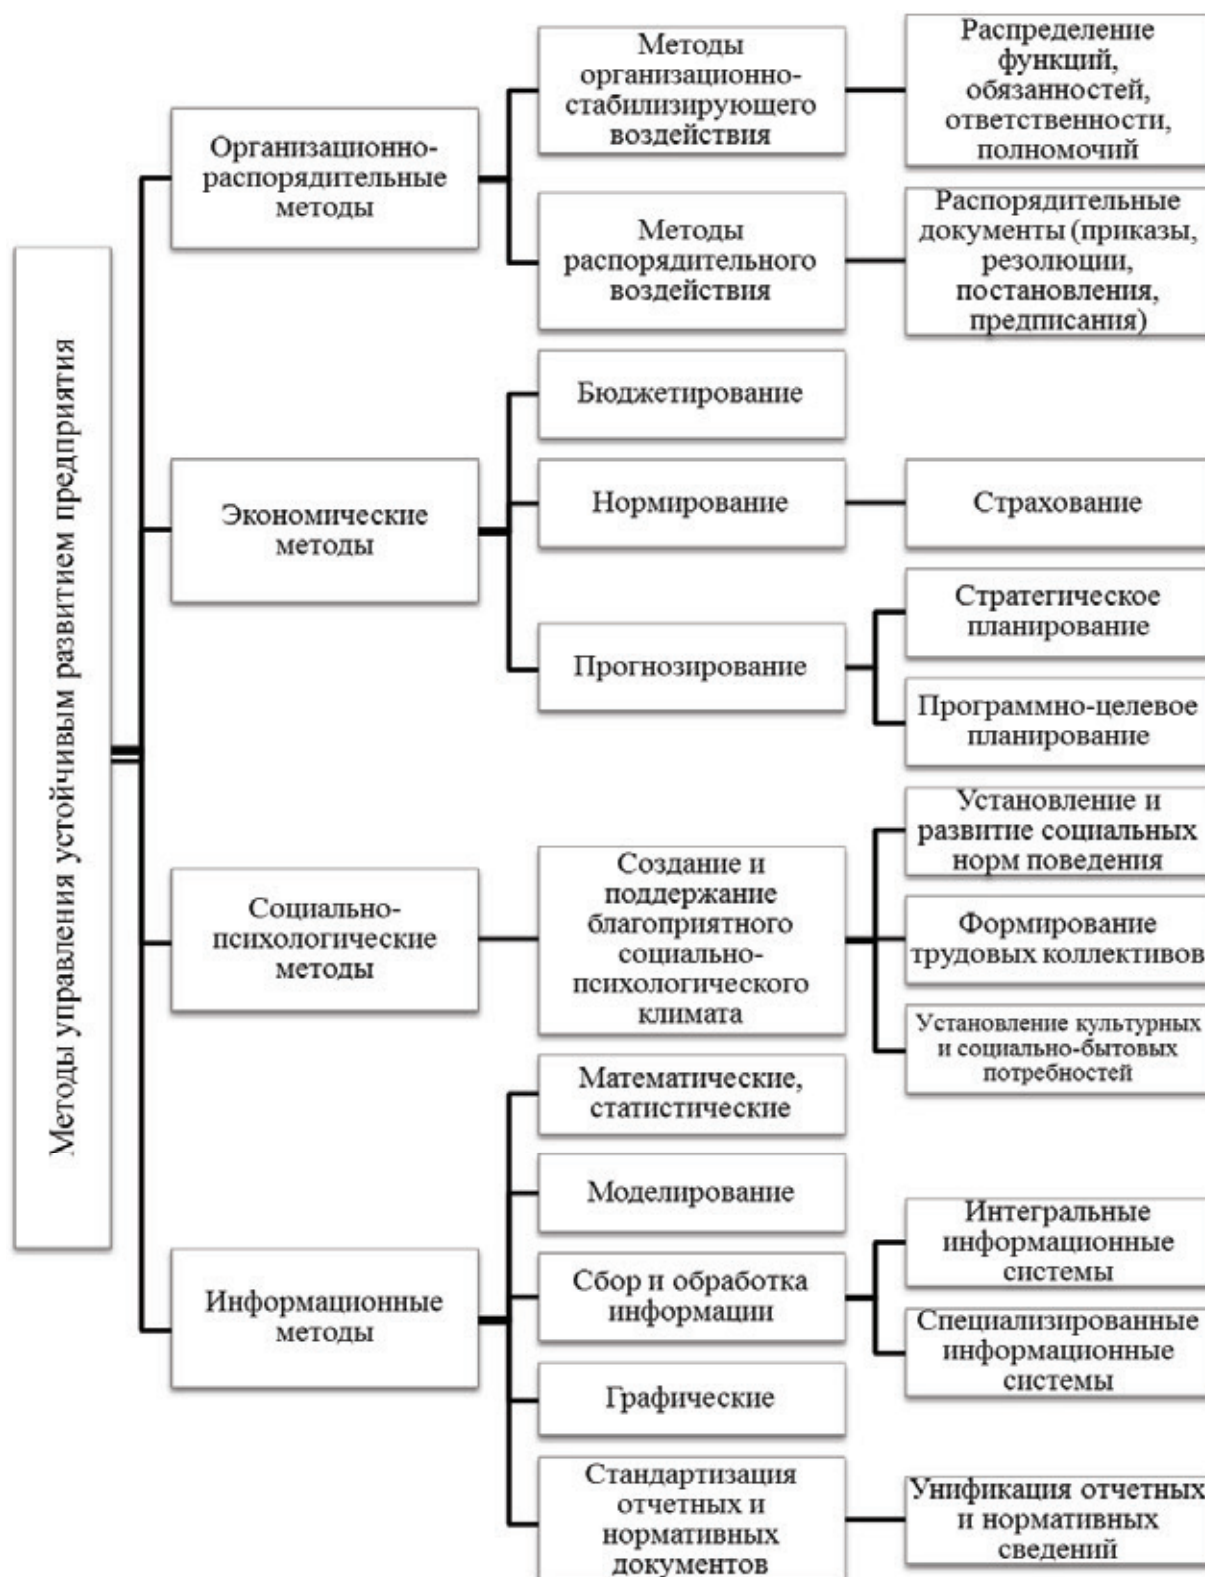 Методы управления устойчивым развитием предприятия
Организационно-
распорядительные
методы
Методы
организационно-
стабилизирующего
воздействия
Распределение
функций,
обязанностей,
ответственности,
полномочий
Методы
распорядительного
воздействия
Распорядительные
документы (приказы,
резолюции,
постановления,
предписания)
Экономические
методы
Бюджетирование
Нормирование
Страхование
Прогнозирование
Стратегическое
планирование
Программно-целевое
планирование
Социально-
психологические
методы
Создание и
поддержание
благоприятного
социально-
психологического
климата
Установление и
развитие социальных
норм поведения
Формирование
трудовых коллективов
Установление культурных
и социально-бытовых
потребностей
Информационные
методы
Математические,
статистические
Моделирование
Сбор и обработка
информации
Интегральные
информационные
системы
Специализированные
информационные
системы
Графические
Стандартизация
отчетных и
нормативных
документов
Унификация отчетных
и нормативных
сведений